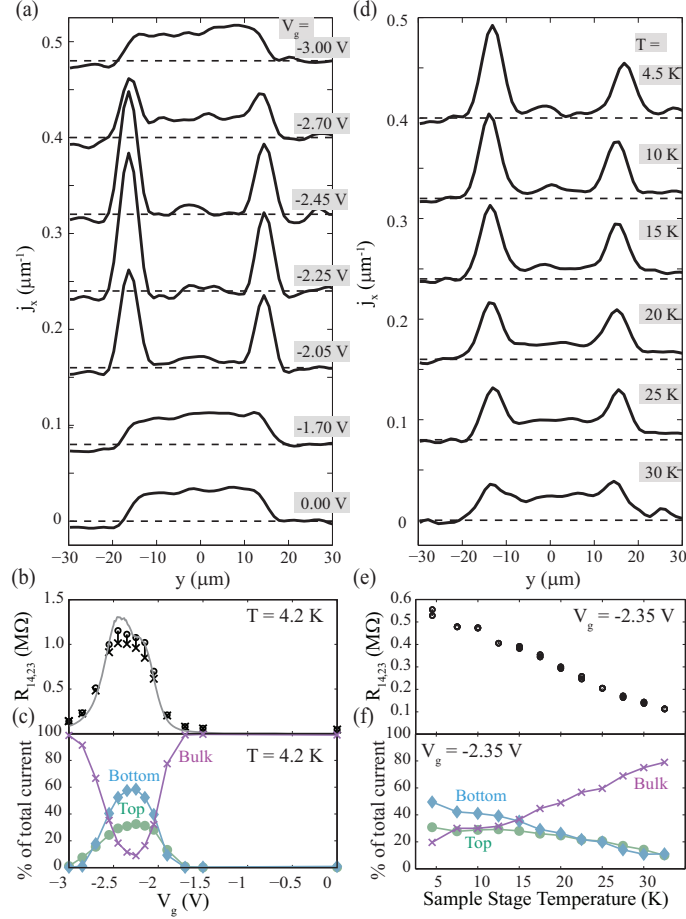 (a)
V_g =
0.5
-3.00 V
0.4
-2.70 V
0.3
-2.45 V
j_x (μm⁻¹)
-2.25 V
0.2
-2.05 V
0.1
-1.70 V
0
0.00 V
−30 −20 −10 0 10 20 30
y (μm)
(d)
T =
0.5
4.5 K
0.4
10 K
0.3
15 K
j_x (μm⁻¹)
0.2
20 K
25 K
0.1
30 K
0
−30 −20 −10 0 10 20 30
y (μm)
(b)
T = 4.2 K
R_14,23 (MΩ)
1.5
1.0
0.5
(c)
T = 4.2 K
% of total current
100
80
60
40
20
0
Bulk
Bottom
Top
−3 −2.5 −2 −1.5 −1 −0.5 0
V_g (V)
(e)
V_g = -2.35 V
R_14,23 (MΩ)
0.6
0.5
0.4
0.3
0.2
0.1
(f)
V_g = -2.35 V
% of total current
100
80
60
40
20
0
Bulk
Bottom
Top
5 10 15 20 25 30
Sample Stage Temperature (K)